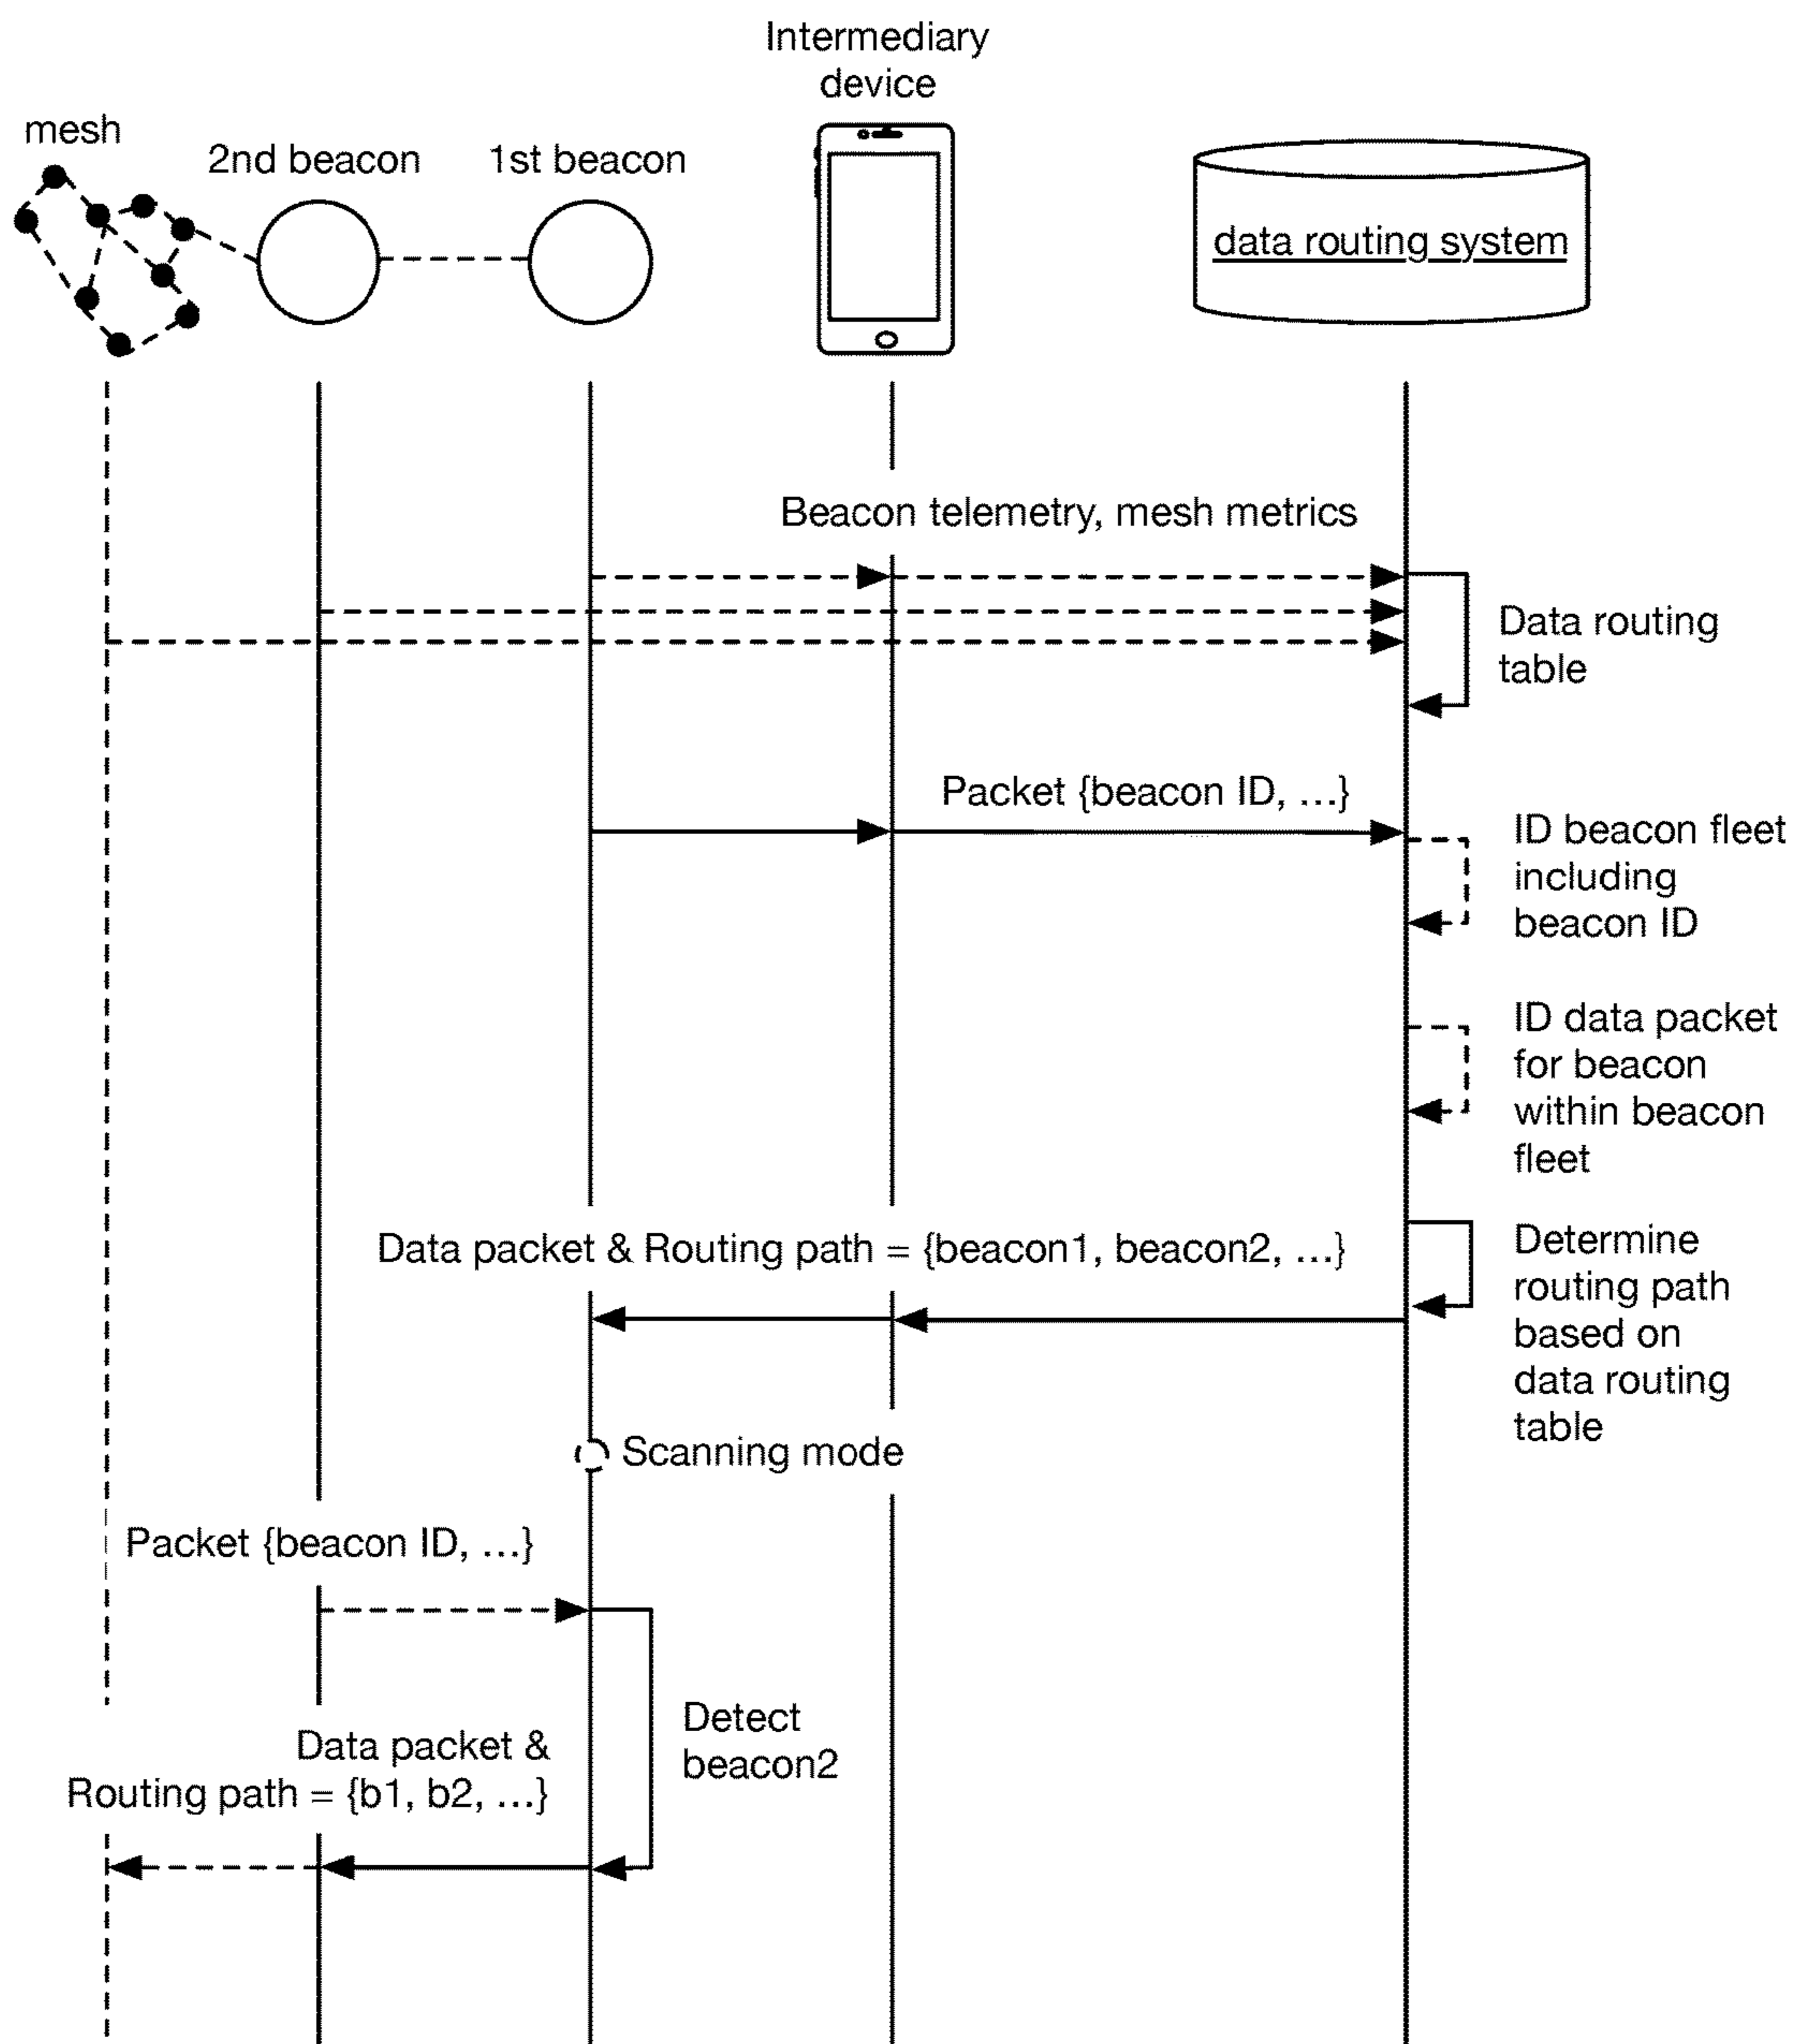 Intermediary
device
mesh
2nd beacon
1st beacon
data routing system
Beacon telemetry, mesh metrics
Data routing
table
Packet {beacon ID, ...}
ID beacon fleet
including
beacon ID
ID data packet
for beacon
within beacon
fleet
Data packet & Routing path = {beacon1, beacon2, ...}
Determine
routing path
based on
data routing
table
Scanning mode
Packet {beacon ID, ...}
Detect
beacon2
Data packet &
Routing path = {b1, b2, ...}